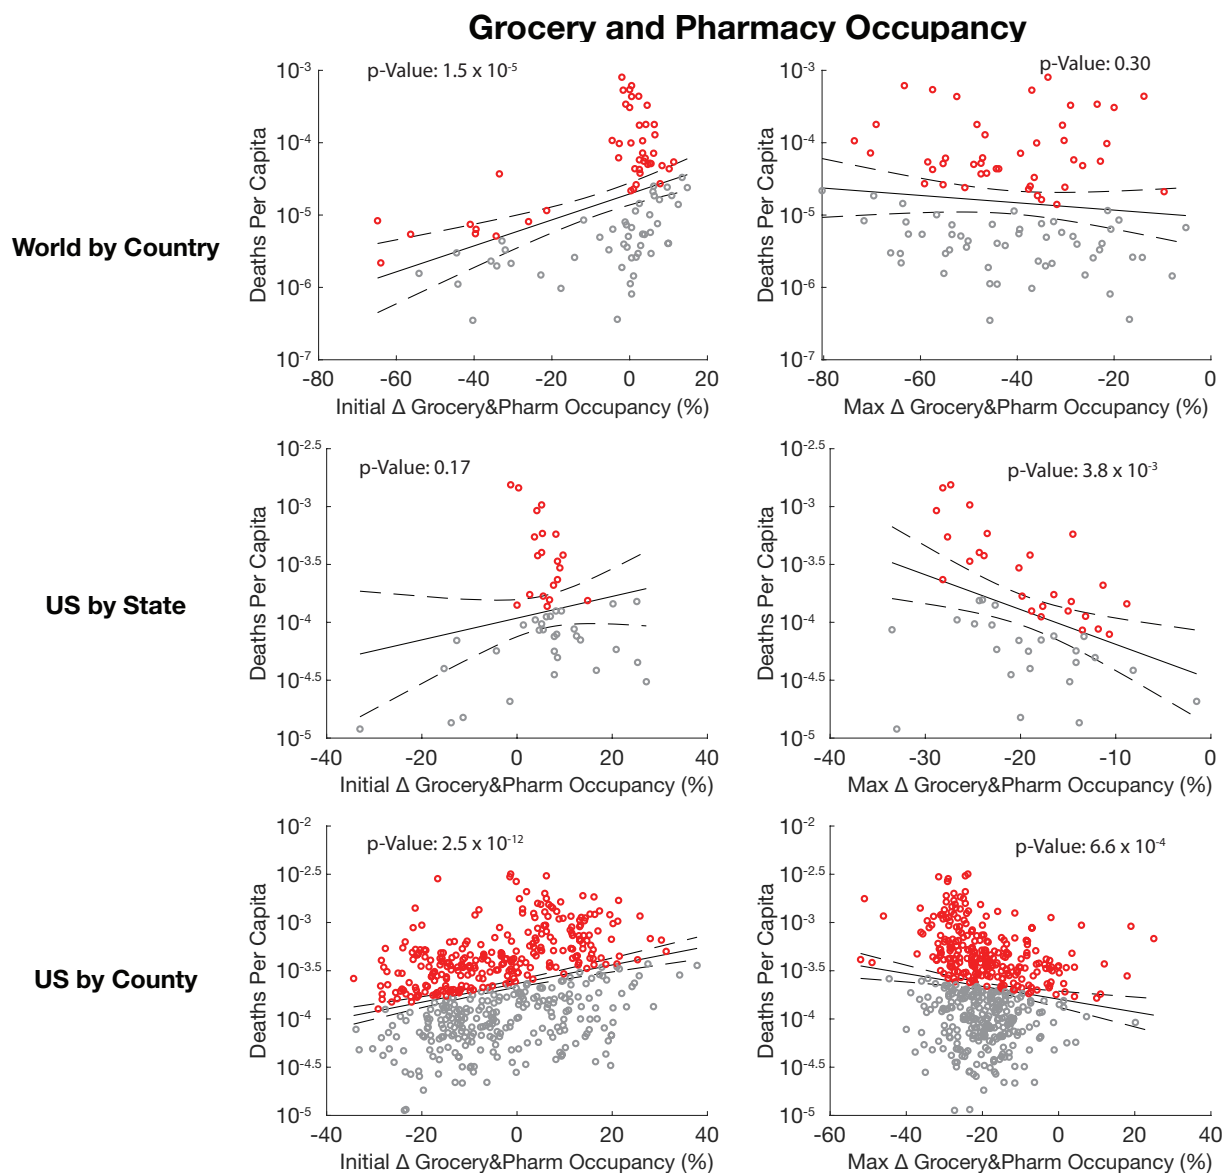 Grocery and Pharmacy Occupancy
World by Country
Deaths Per Capita
10^-3
10^-4
10^-5
10^-6
10^-7
p-Value: 1.5 x 10^-5
-80 -60 -40 -20 0 20
Initial Δ Grocery&Pharm Occupancy (%)
Deaths Per Capita
10^-3
10^-4
10^-5
10^-6
10^-7
p-Value: 0.30
-80 -60 -40 -20 0
Max Δ Grocery&Pharm Occupancy (%)
US by State
Deaths Per Capita
10^-2.5
10^-3
10^-3.5
10^-4
10^-4.5
10^-5
p-Value: 0.17
-40 -20 0 20 40
Initial Δ Grocery&Pharm Occupancy (%)
Deaths Per Capita
10^-2.5
10^-3
10^-3.5
10^-4
10^-4.5
10^-5
p-Value: 3.8 x 10^-3
-40 -30 -20 -10 0
Max Δ Grocery&Pharm Occupancy (%)
US by County
Deaths Per Capita
10^-2
10^-2.5
10^-3
10^-3.5
10^-4
10^-4.5
10^-5
p-Value: 2.5 x 10^-12
-40 -20 0 20 40
Initial Δ Grocery&Pharm Occupancy (%)
Deaths Per Capita
10^-2
10^-2.5
10^-3
10^-3.5
10^-4
10^-4.5
10^-5
p-Value: 6.6 x 10^-4
-60 -40 -20 0 20 40
Max Δ Grocery&Pharm Occupancy (%)